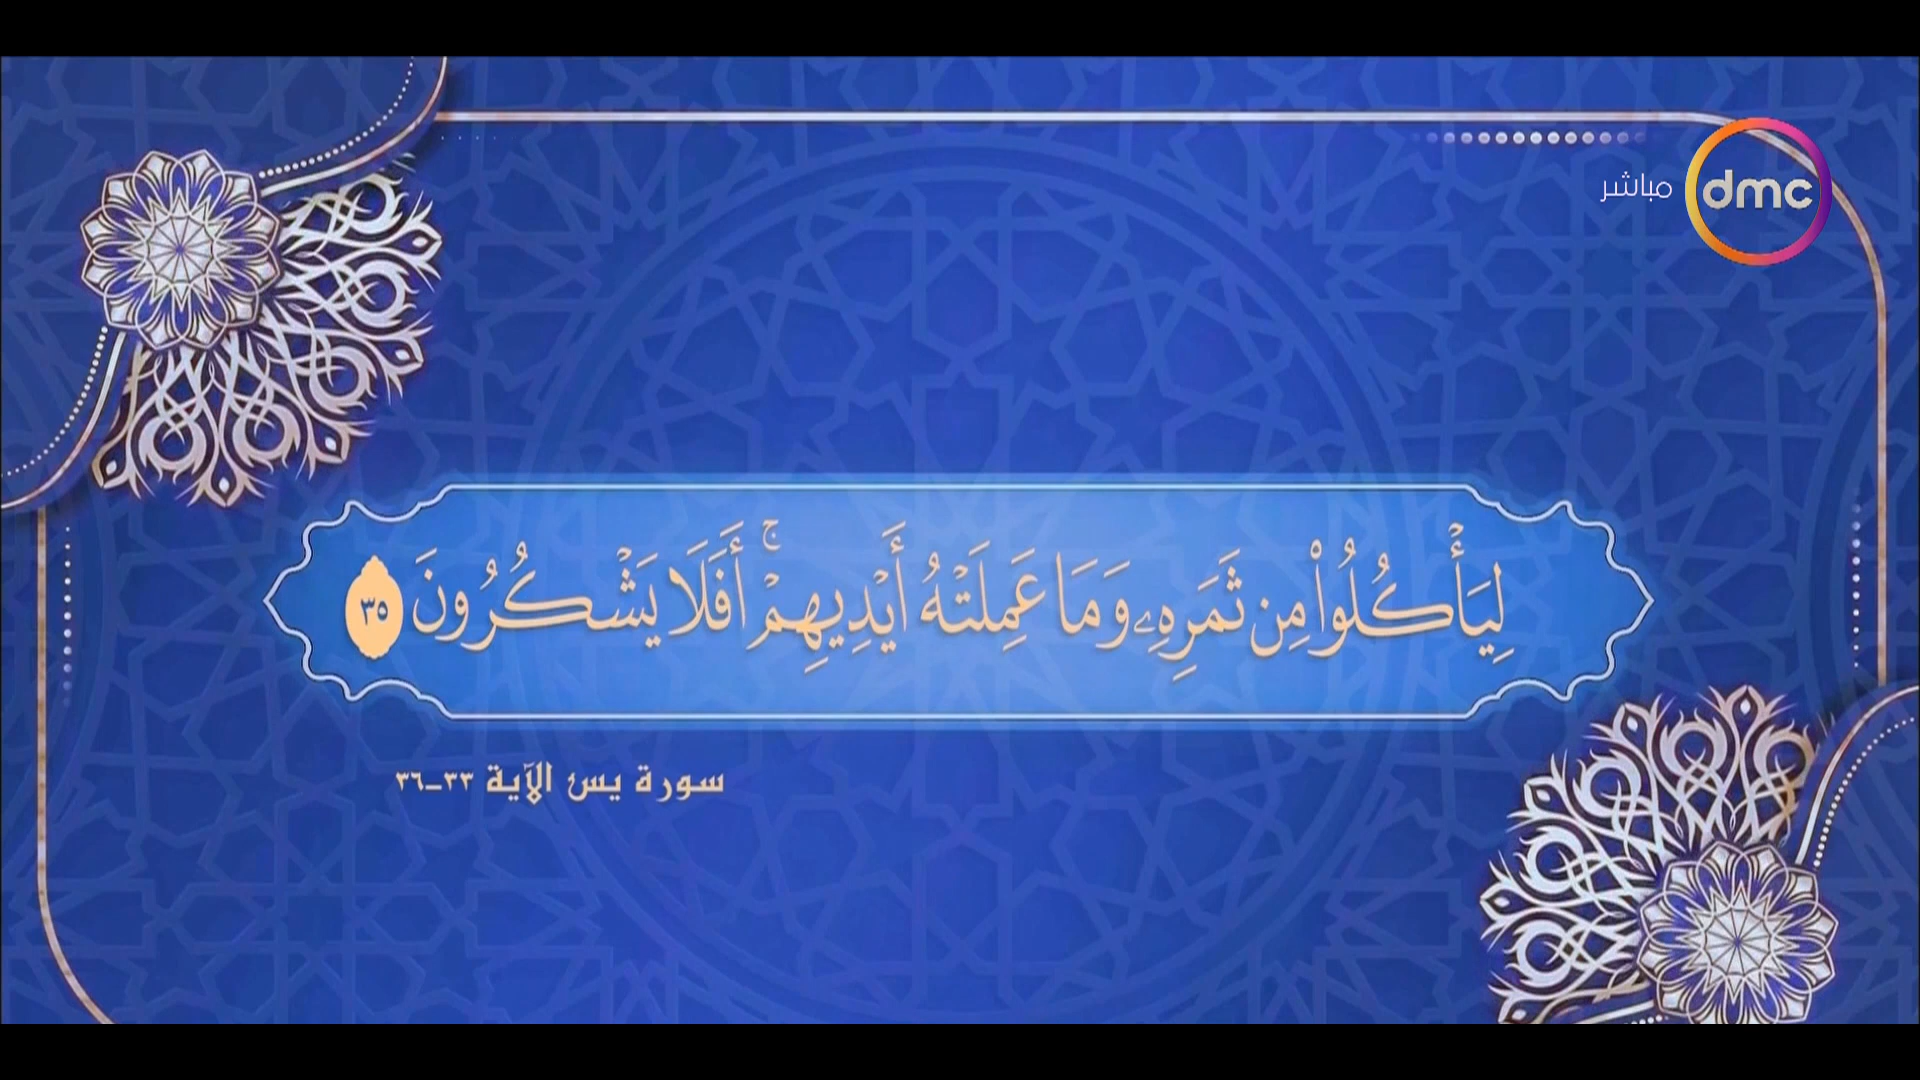 مباشر dmc
لِيَأۡكُلُواْ مِن ثَمَرِهِۦ وَمَا عَمِلَتۡهُ أَيۡدِيهِمۡۚ أَفَلَا يَشۡكُرُونَ ٣٥
سورة يس الآية ٣٣-٣٦